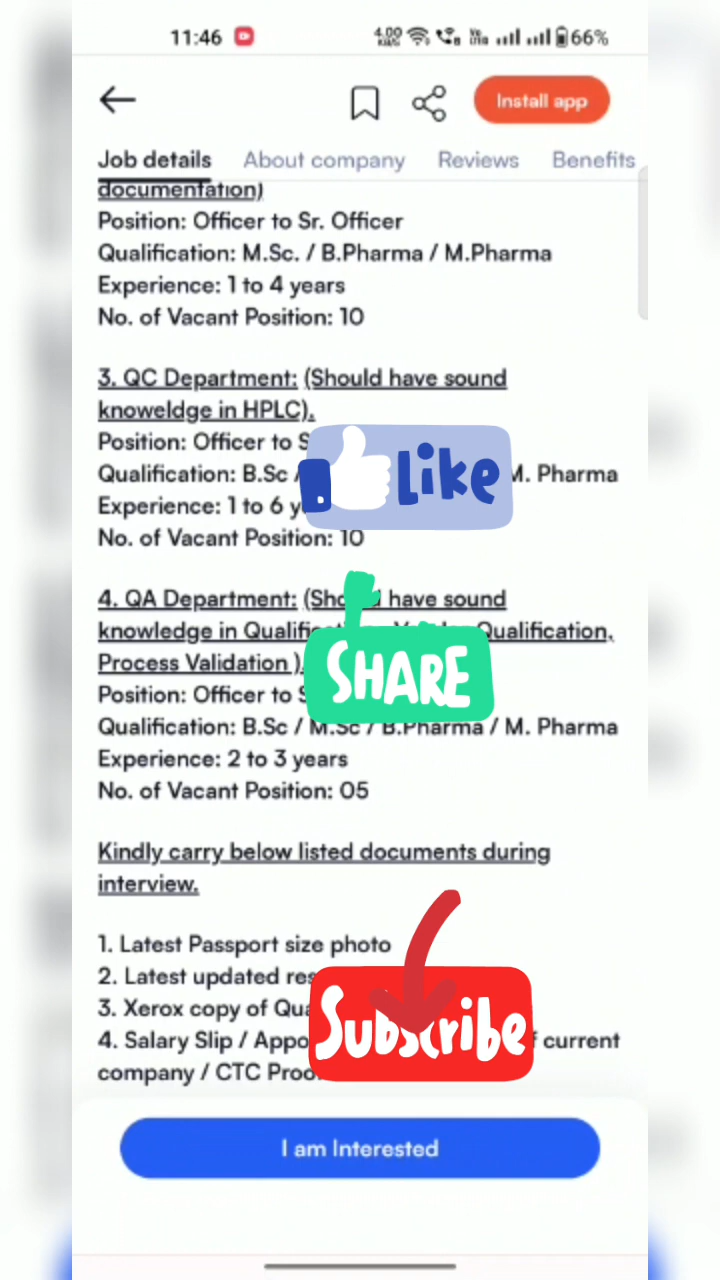 11:46
4.00
66%
Install app
Job details About company Reviews Benefits
documentation)
Position: Officer to Sr. Officer
Qualification: M.Sc. / B.Pharma / M.Pharma
Experience: 1 to 4 years
No. of Vacant Position: 10
3. QC Department: (Should have sound
knoweldge in HPLC).
Position: Officer to
Qualification: B.Sc / M. Pharma
Experience: 1 to 6
No. of Vacant Position: 10
Like
4. QA Department: (Should have sound
knowledge in Qualification,
Process Validation ).
Position: Officer to
Qualification: B.Sc / M.Sc / B.Pharma / M. Pharma
Experience: 2 to 3 years
No. of Vacant Position: 05
SHARE
Kindly carry below listed documents during
interview.
1. Latest Passport size photo
2. Latest updated
3. Xerox copy of
4. Salary Slip / current
company / CTC
Subscribe
I am Interested